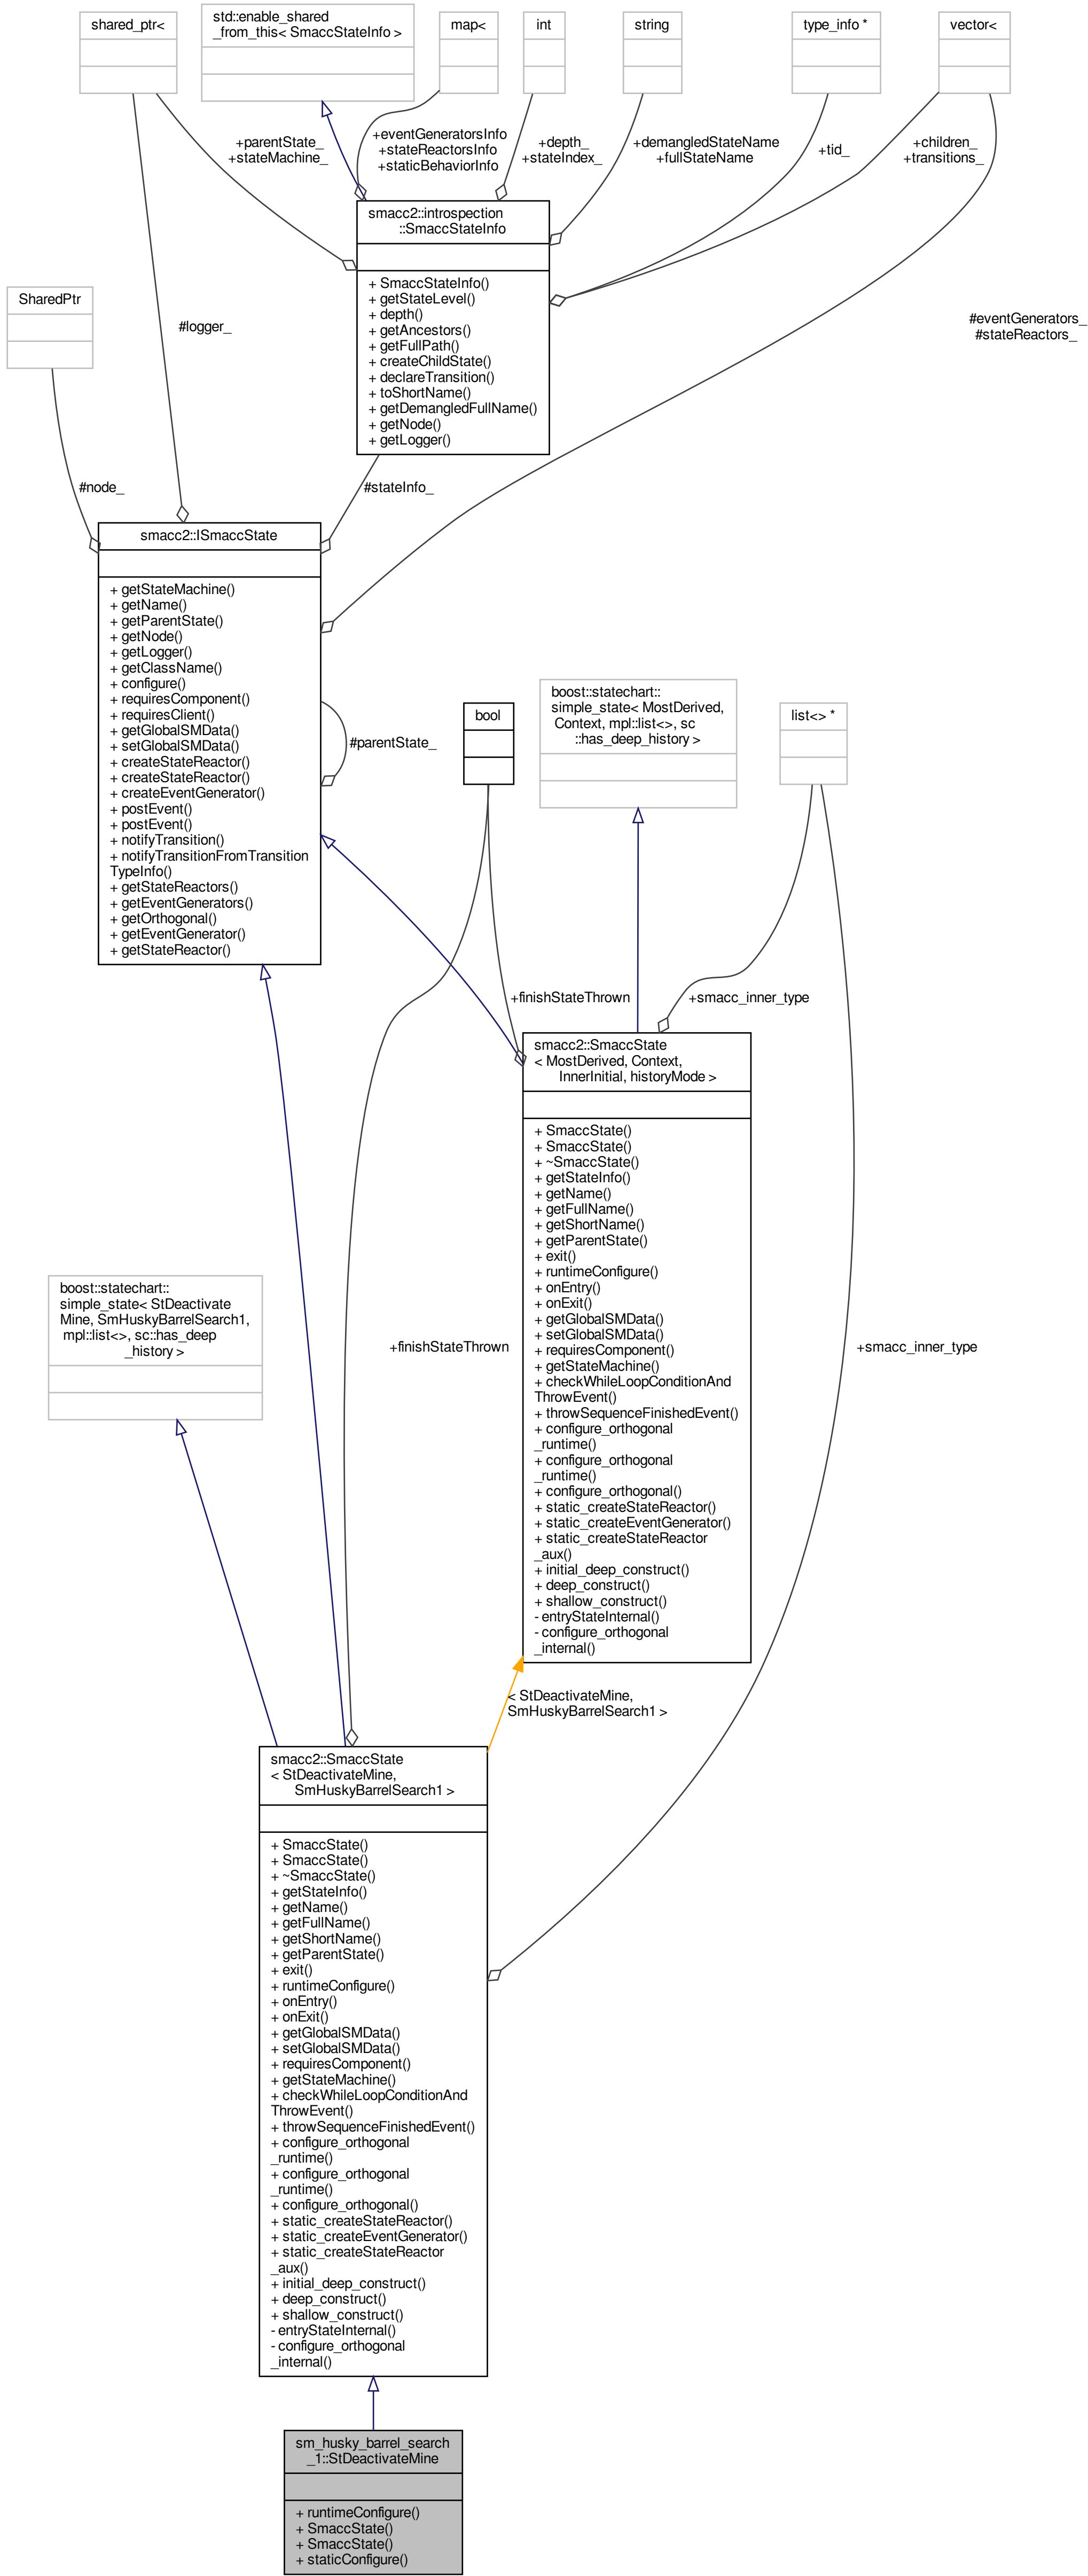 shared_ptr<
std::enable_shared
_from_this< SmaccStateInfo >
map<
int
string
type_info *
vector<
+parentState_
+stateMachine_
+eventGeneratorsInfo
+stateReactorsInfo
+staticBehaviorInfo
+depth_
+stateIndex_
+demangledStateName
+fullStateName
+tid_
+children_
+transitions_
smacc2::introspection
::SmaccStateInfo
+ SmaccStateInfo()
+ getStateLevel()
+ depth()
+ getAncestors()
+ getFullPath()
+ createChildState()
+ declareTransition()
+ toShortName()
+ getDemangledFullName()
+ getNode()
+ getLogger()
SharedPtr
#logger_
#eventGenerators_
#stateReactors_
#node_
#stateInfo_
smacc2::ISmaccState
+ getStateMachine()
+ getName()
+ getParentState()
+ getNode()
+ getLogger()
+ getClassName()
+ configure()
+ requiresComponent()
+ requiresClient()
+ getGlobalSMData()
+ setGlobalSMData()
+ createStateReactor()
+ createStateReactor()
+ createEventGenerator()
+ postEvent()
+ postEvent()
+ notifyTransition()
+ notifyTransitionFromTransition
TypeInfo()
+ getStateReactors()
+ getEventGenerators()
+ getOrthogonal()
+ getEventGenerator()
+ getStateReactor()
#parentState_
bool
boost::statechart::
simple_state< MostDerived,
Context, mpl::list<>, sc
::has_deep_history >
list<> *
+finishStateThrown
+smacc_inner_type
smacc2::SmaccState
< MostDerived, Context,
InnerInitial, historyMode >
+ SmaccState()
+ SmaccState()
+ ~SmaccState()
+ getStateInfo()
+ getName()
+ getFullName()
+ getShortName()
+ getParentState()
+ exit()
+ runtimeConfigure()
+ onEntry()
+ onExit()
+ getGlobalSMData()
+ setGlobalSMData()
+ requiresComponent()
+ getStateMachine()
+ checkWhileLoopConditionAnd
ThrowEvent()
+ throwSequenceFinishedEvent()
+ configure_orthogonal
_runtime()
+ configure_orthogonal
_runtime()
+ configure_orthogonal()
+ static_createStateReactor()
+ static_createEventGenerator()
+ static_createStateReactor
_aux()
+ initial_deep_construct()
+ deep_construct()
+ shallow_construct()
- entryStateInternal()
- configure_orthogonal
_internal()
boost::statechart::
simple_state< StDeactivate
Mine, SmHuskyBarrelSearch1,
mpl::list<>, sc::has_deep
_history >
+finishStateThrown
+smacc_inner_type
< StDeactivateMine,
SmHuskyBarrelSearch1 >
smacc2::SmaccState
< StDeactivateMine,
SmHuskyBarrelSearch1 >
+ SmaccState()
+ SmaccState()
+ ~SmaccState()
+ getStateInfo()
+ getName()
+ getFullName()
+ getShortName()
+ getParentState()
+ exit()
+ runtimeConfigure()
+ onEntry()
+ onExit()
+ getGlobalSMData()
+ setGlobalSMData()
+ requiresComponent()
+ getStateMachine()
+ checkWhileLoopConditionAnd
ThrowEvent()
+ throwSequenceFinishedEvent()
+ configure_orthogonal
_runtime()
+ configure_orthogonal
_runtime()
+ configure_orthogonal()
+ static_createStateReactor()
+ static_createEventGenerator()
+ static_createStateReactor
_aux()
+ initial_deep_construct()
+ deep_construct()
+ shallow_construct()
- entryStateInternal()
- configure_orthogonal
_internal()
sm_husky_barrel_search
_1::StDeactivateMine
+ runtimeConfigure()
+ SmaccState()
+ SmaccState()
+ staticConfigure()